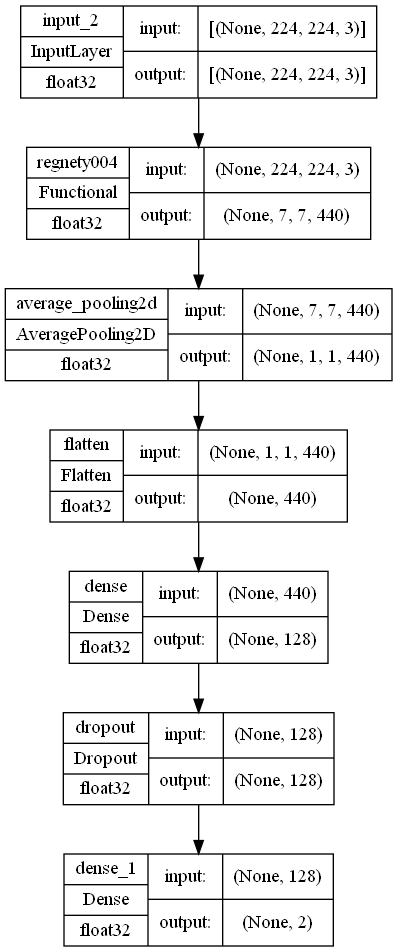 input_2
InputLayer
float32
input:
[(None, 224, 224, 3)]
output:
[(None, 224, 224, 3)]
regnety004
Functional
float32
input:
(None, 224, 224, 3)
output:
(None, 7, 7, 440)
average_pooling2d
AveragePooling2D
float32
input:
(None, 7, 7, 440)
output:
(None, 1, 1, 440)
flatten
Flatten
float32
input:
(None, 1, 1, 440)
output:
(None, 440)
dense
Dense
float32
input:
(None, 440)
output:
(None, 128)
dropout
Dropout
float32
input:
(None, 128)
output:
(None, 128)
dense_1
Dense
float32
input:
(None, 128)
output:
(None, 2)